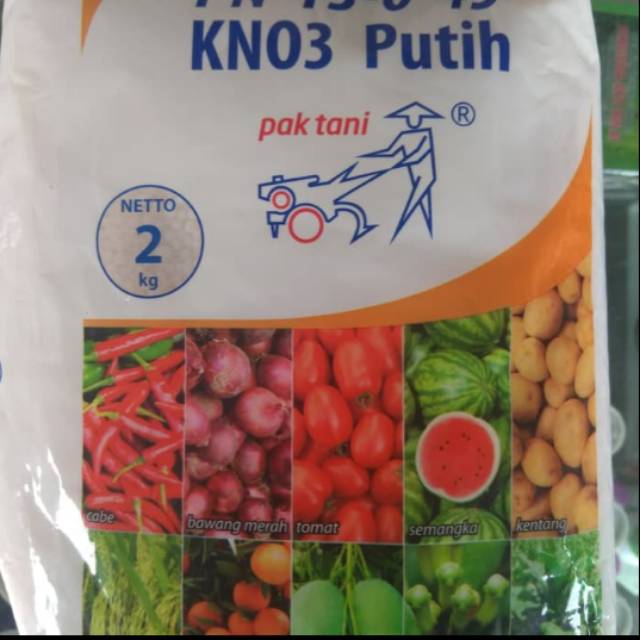 KNO3 Putih
pak tani ®
NETTO
2
kg
cabe
bawang merah
tomat
semangka
kentang